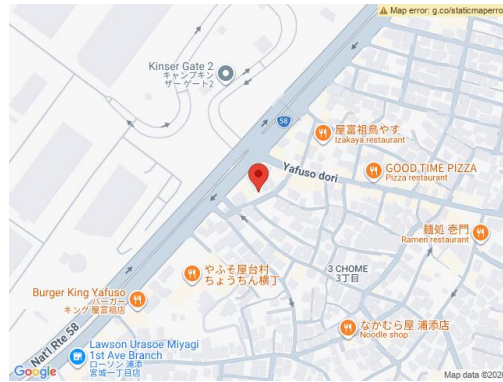 Map error: g.co/staticmaperro
Kinser Gate 2
キャンプキン
ザー ゲート2
58
屋富祖鳥やす
Izakaya restaurant
Yafuso dori
GOOD TIME PIZZA
Pizza restaurant
麺処 壱門
Ramen restaurant
3 CHOME
3丁目
やふそ屋台村
ちょうちん横丁
Burger King Yafuso
バーガー
キング 屋富祖店
Nat'l Rte 58
なかむら屋 浦添店
Noodle shop
Lawson Urasoe Miyagi
1st Ave Branch
ローソン 浦添
宮城一丁目店
Google
Map data ©202